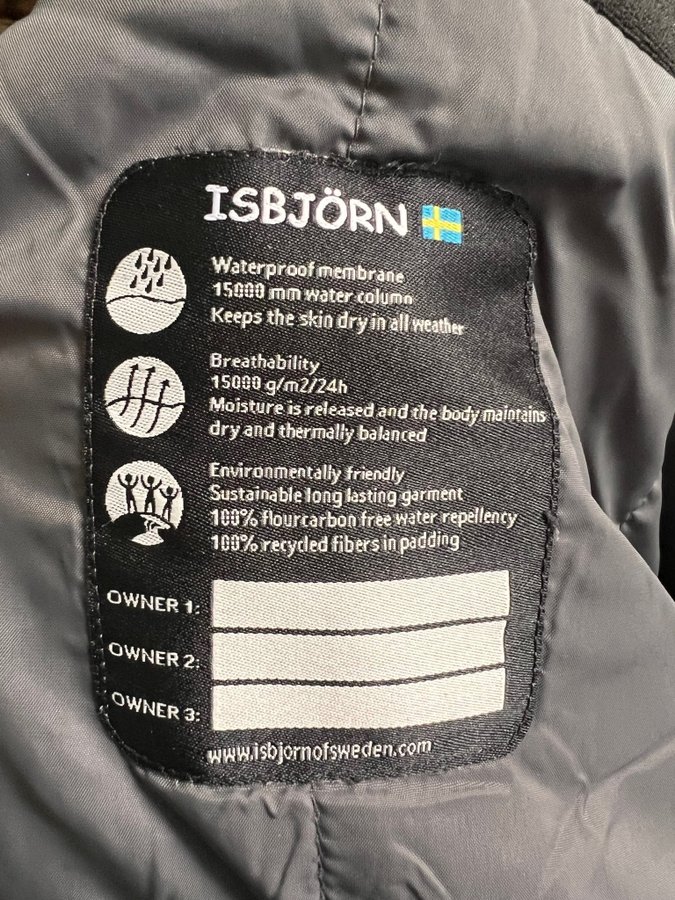 ISBJÖRN
Waterproof membrane
15000 mm water column
Keeps the skin dry in all weather
Breathability
15000 g/m2/24h
Moisture is released and the body maintains
dry and thermally balanced
Environmentally friendly
Sustainable long lasting garment
100% flourcarbon free water repellency
100% recycled fibers in padding
OWNER 1:
OWNER 2:
OWNER 3:
www.isbjornofsweden.com